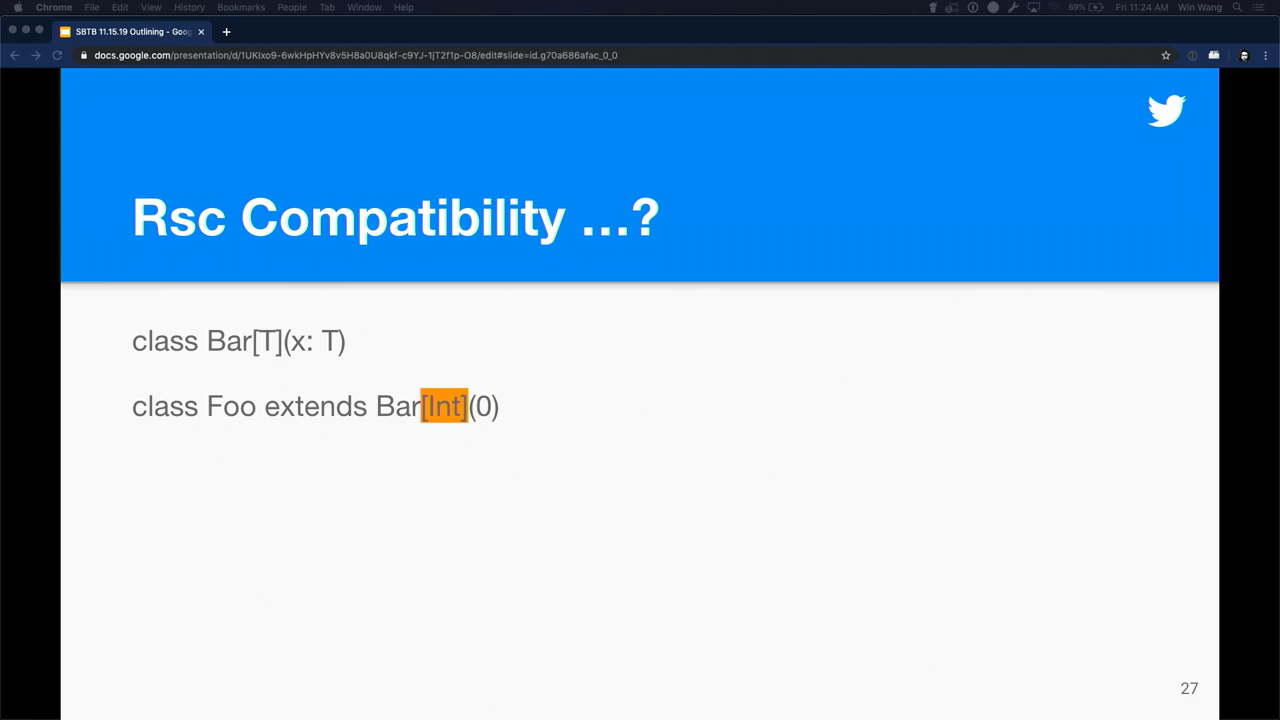 Chrome File Edit View History Bookmarks People Tab Window Help 69% Fri 11:24 AM Win Wang
SBTB 11.15.19 Outlining - Goog
docs.google.com/presentation/d/1UKIxo9-6wkHpHYv8v5H8a0U8qkf-c9YJ-1jT2f1p-O8/edit#slide=id.g70a686afac_0_0
Rsc Compatibility …?
class Bar[T](x: T)
class Foo extends Bar[Int](0)
27